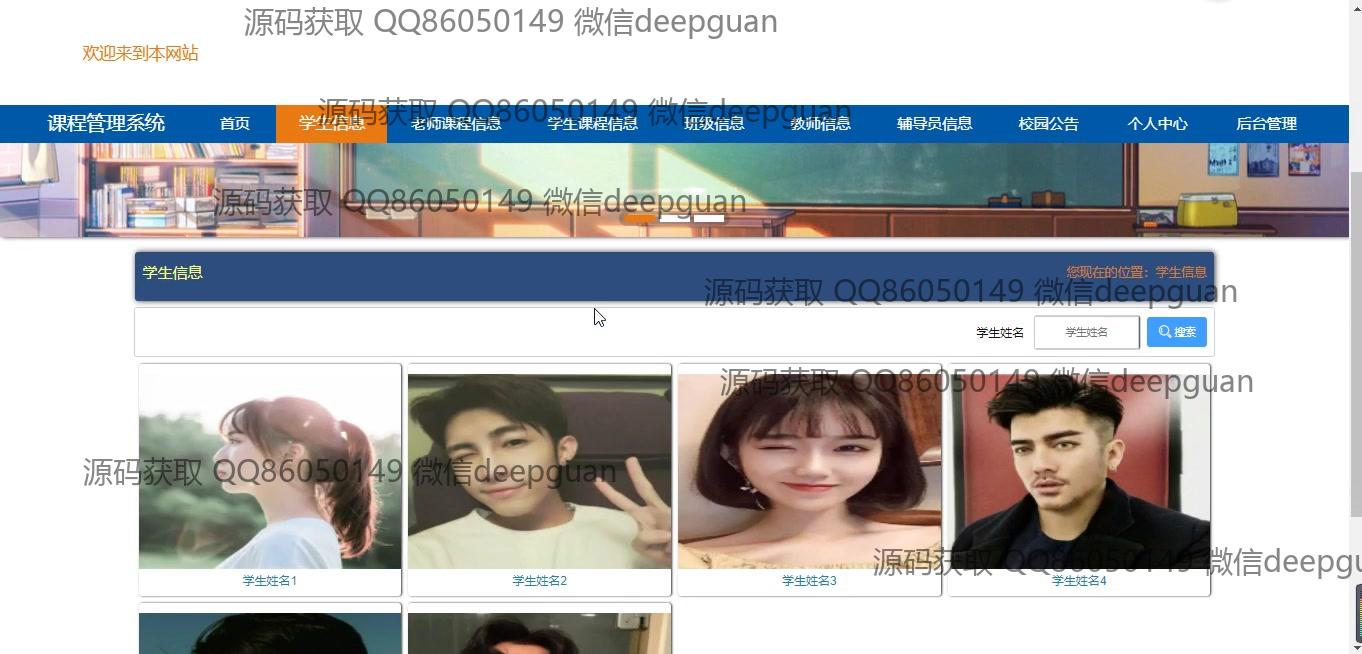 源码获取 QQ86050149 微信deepguan
欢迎来到本网站
源码获取 QQ86050149 微信deepguan
课程管理系统 首页 学生信息 老师课程信息 学生课程信息 班级信息 教师信息 辅导员信息 校园公告 个人中心 后台管理
源码获取 QQ86050149 微信deepguan
学生信息 您现在的位置：学生信息
源码获取 QQ86050149 微信deepguan
学生姓名 学生姓名 搜索
源码获取 QQ86050149 微信deepguan
源码获取 QQ86050149 微信deepguan
源码获取 QQ86050149 微信deepgu
学生姓名1 学生姓名2 学生姓名3 学生姓名4